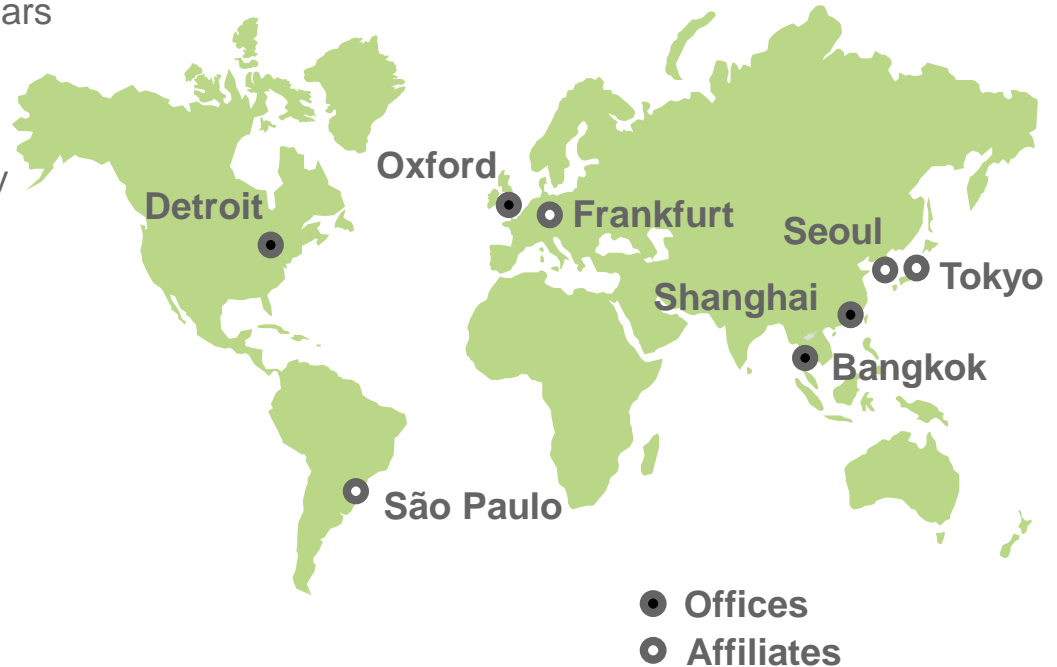 ars
y
Oxford
Detroit
Frankfurt
Seoul
Tokyo
Shanghai
Bangkok
São Paulo
Offices
Affiliates